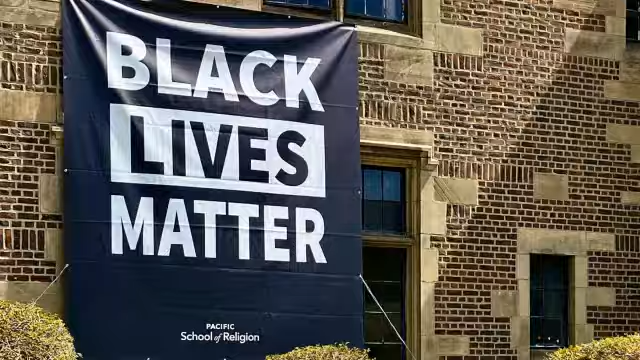 BLACK
LIVES
MATTER
PACIFIC
School of Religion